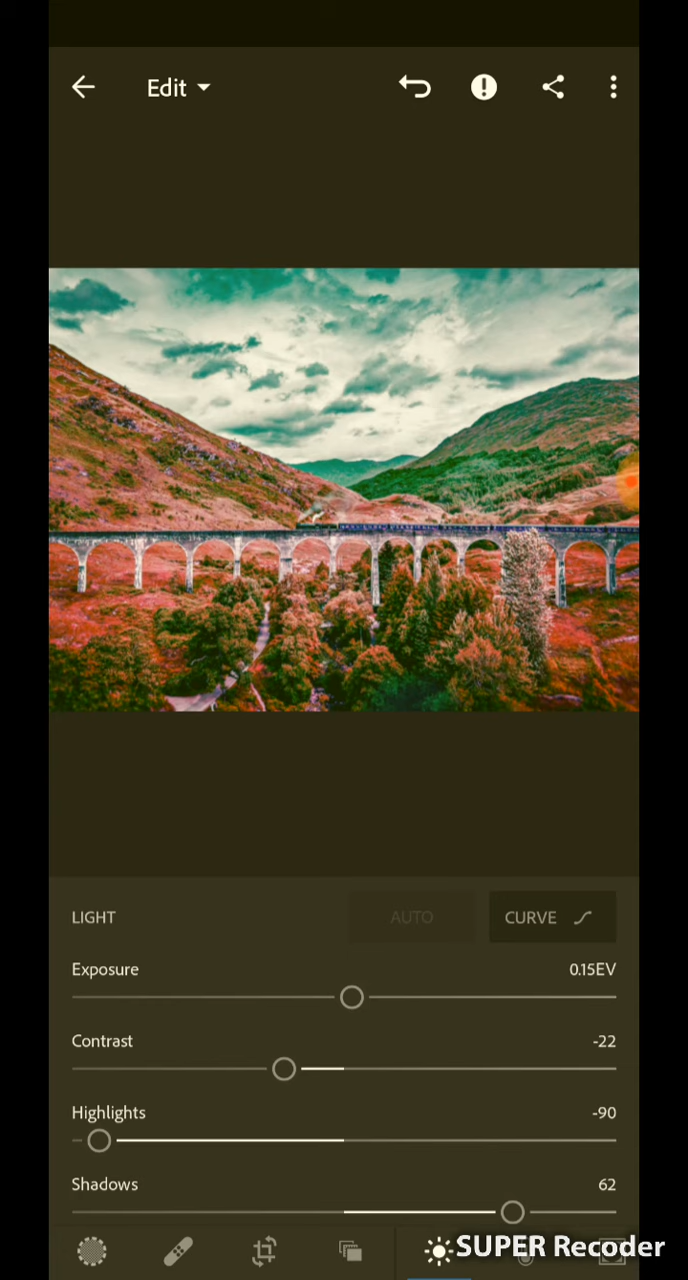 Edit
LIGHT
AUTO
CURVE
Exposure
0.15EV
Contrast
-22
Highlights
-90
Shadows
62
SUPER Recoder